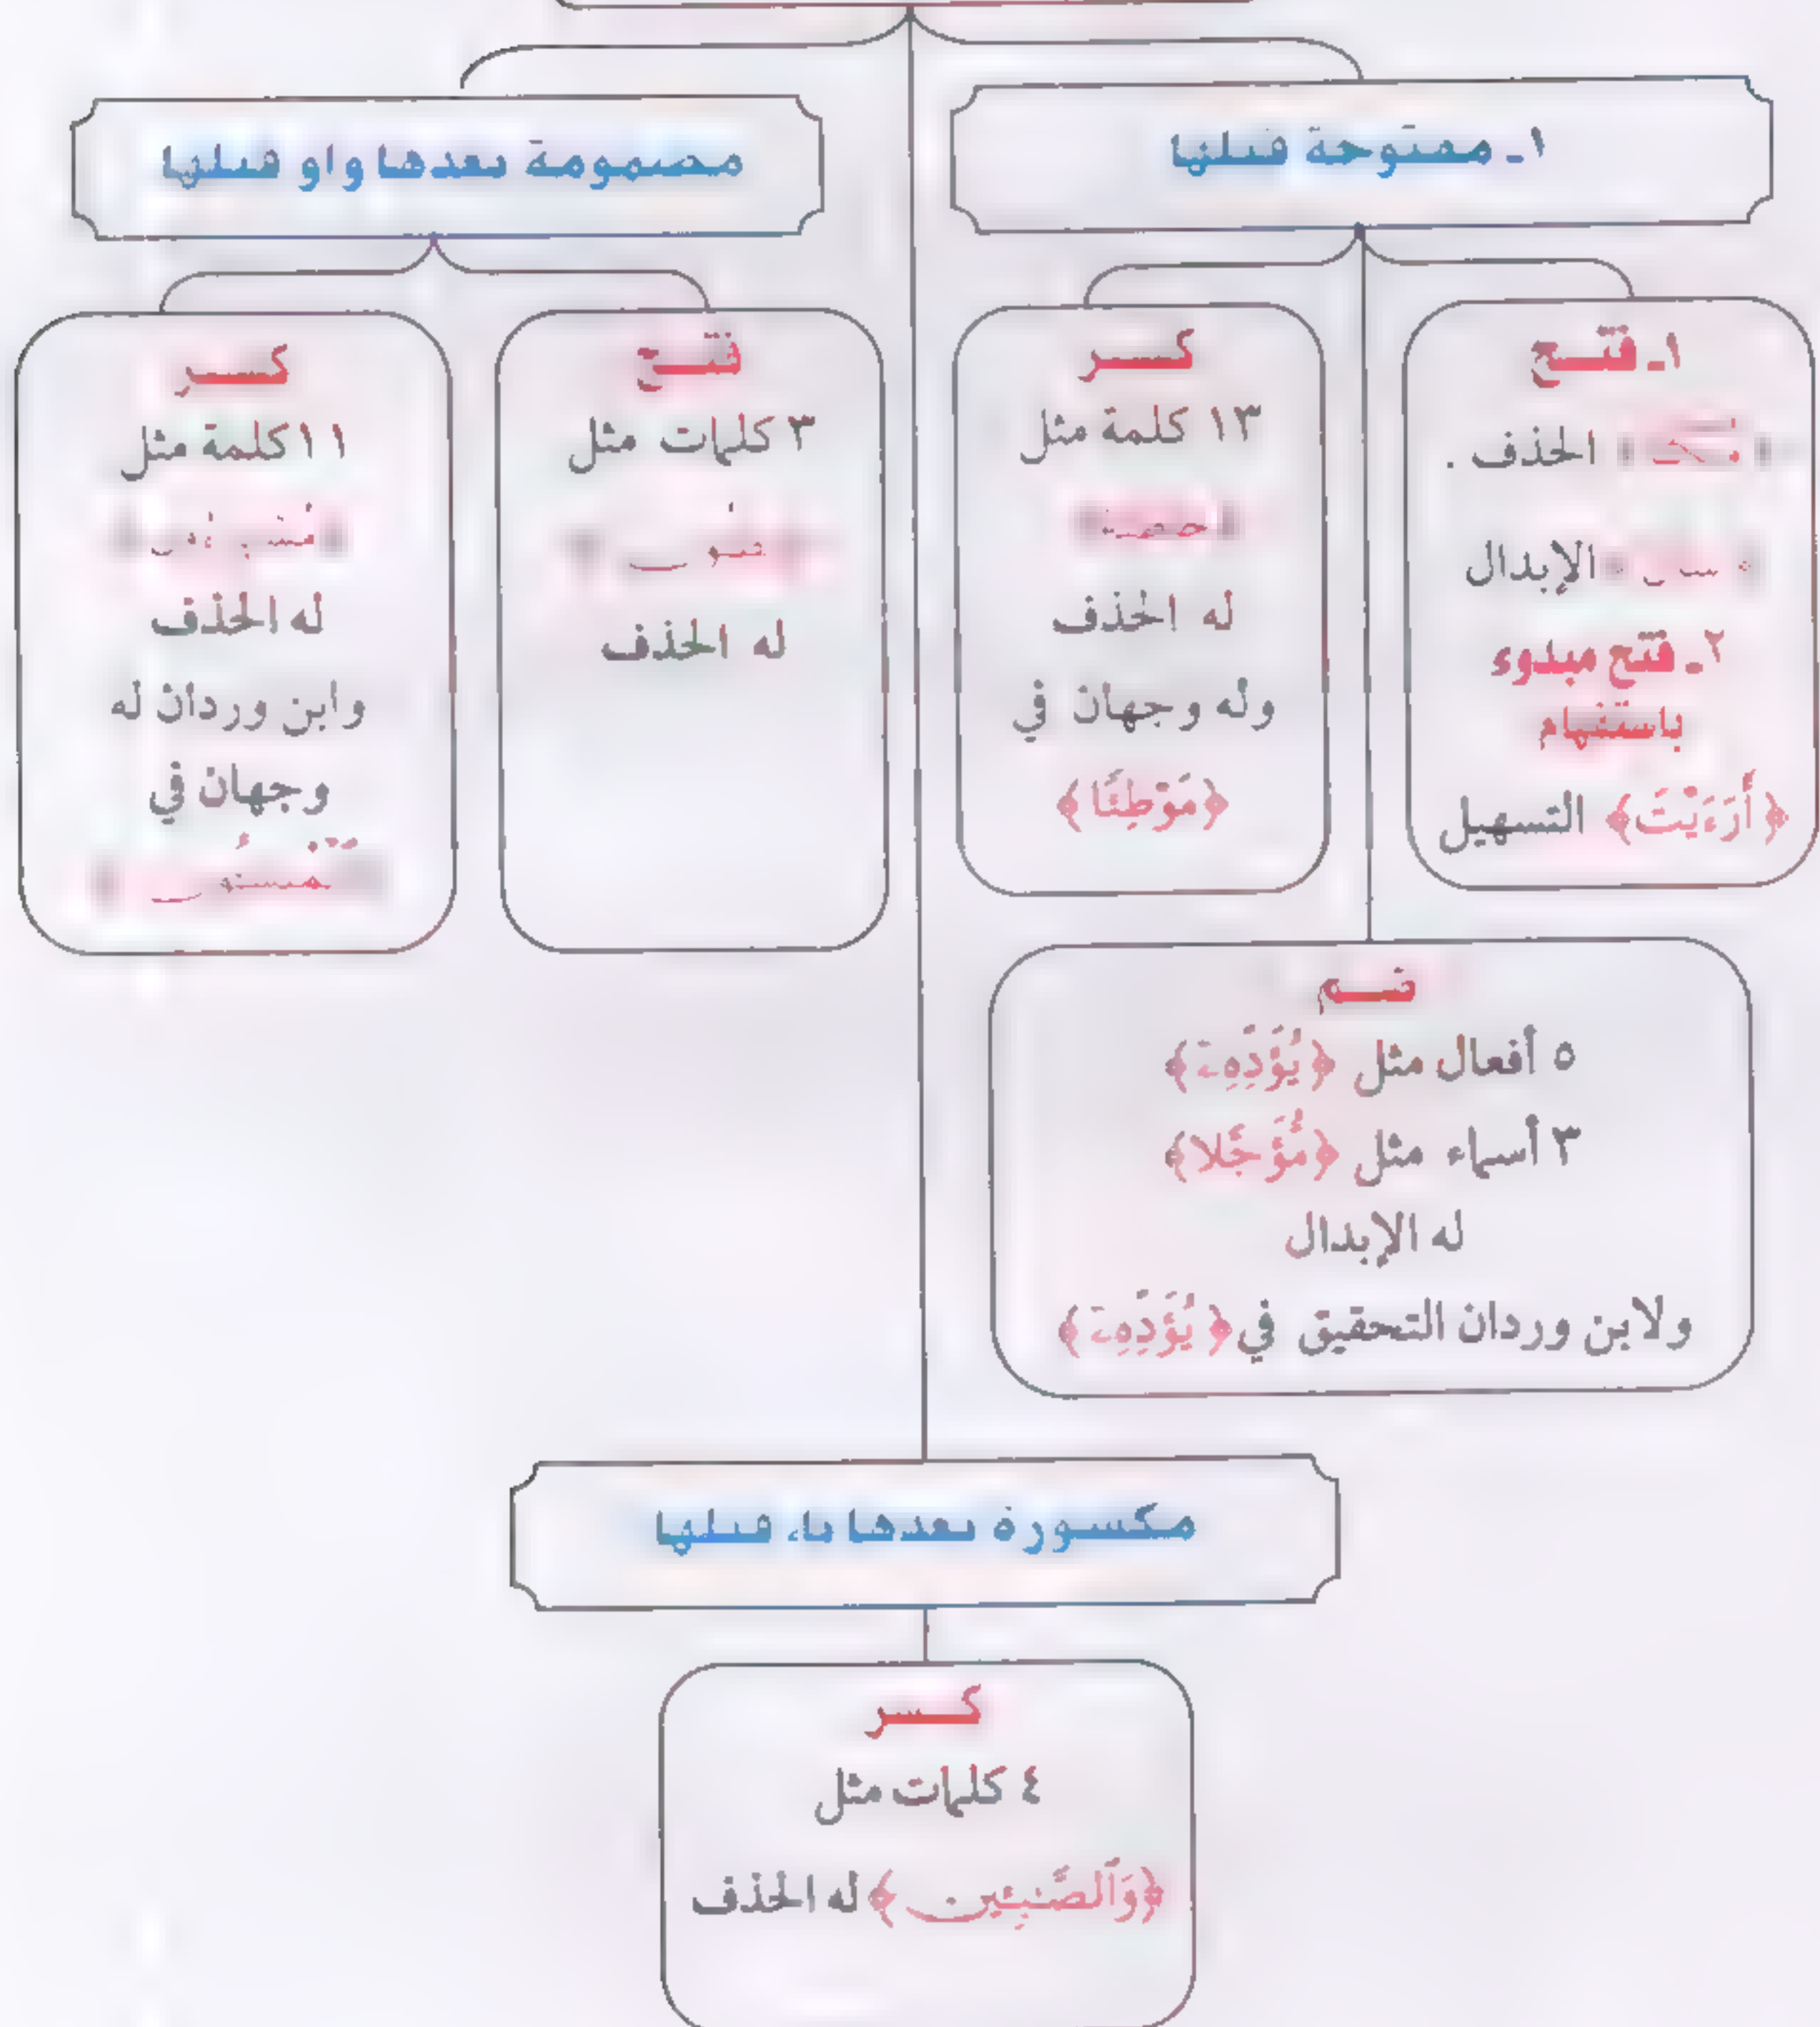 ١ـ مفتوحة قبلها
١ـ فتح
الحذف .
الإبدال
٢ـ فتح مبدوء
باستفهام
﴿أَرَءَيْتَ﴾ التسهيل
كسر
١٣ كلمة مثل
له الحذف
وله وجهان في
﴿مَوْطِئًا﴾
ضم
٥ أفعال مثل ﴿يُؤَدِّهِۦ﴾
٣ أسماء مثل ﴿مُّؤَجَّلًا﴾
له الإبدال
ولابن وردان التحقيق في ﴿يُؤَدِّهِۦ﴾
مضمومة بعدها واو قبلها
فتح
٣ كلمات مثل
له الحذف
كسر
١١ كلمة مثل
له الحذف
وابن وردان له
وجهان في
مكسورة بعدها ياء قبلها
كسر
٤ كلمات مثل
﴿وَٱلصَّٰبِـِٔينَ﴾ له الحذف